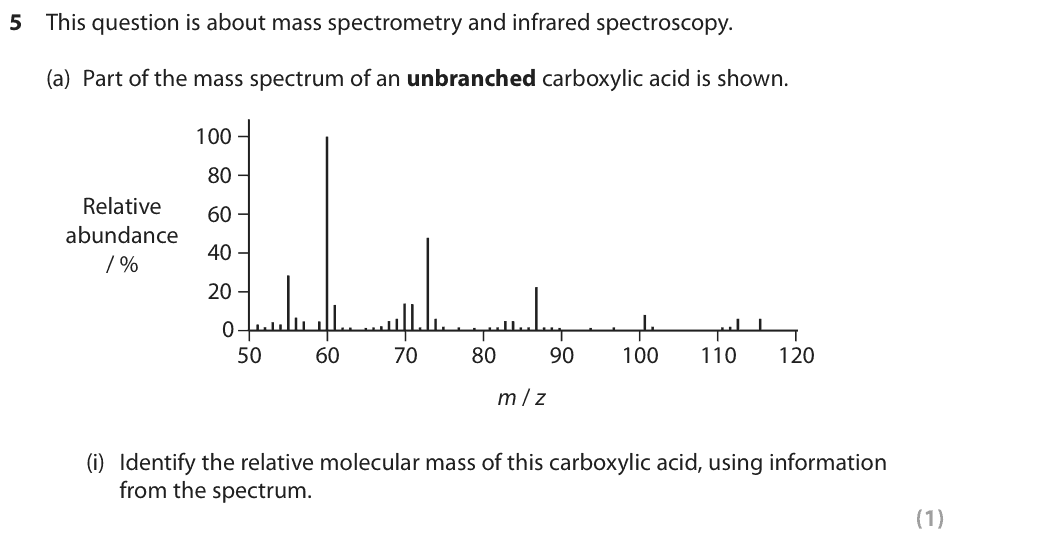 5 This question is about mass spectrometry and infrared spectroscopy.
(a) Part of the mass spectrum of an unbranched carboxylic acid is shown.
100
80
60
40
20
0
Relative
abundance
/ %
50 60 70 80 90 100 110 120
m / z
(i) Identify the relative molecular mass of this carboxylic acid, using information
from the spectrum.
(1)